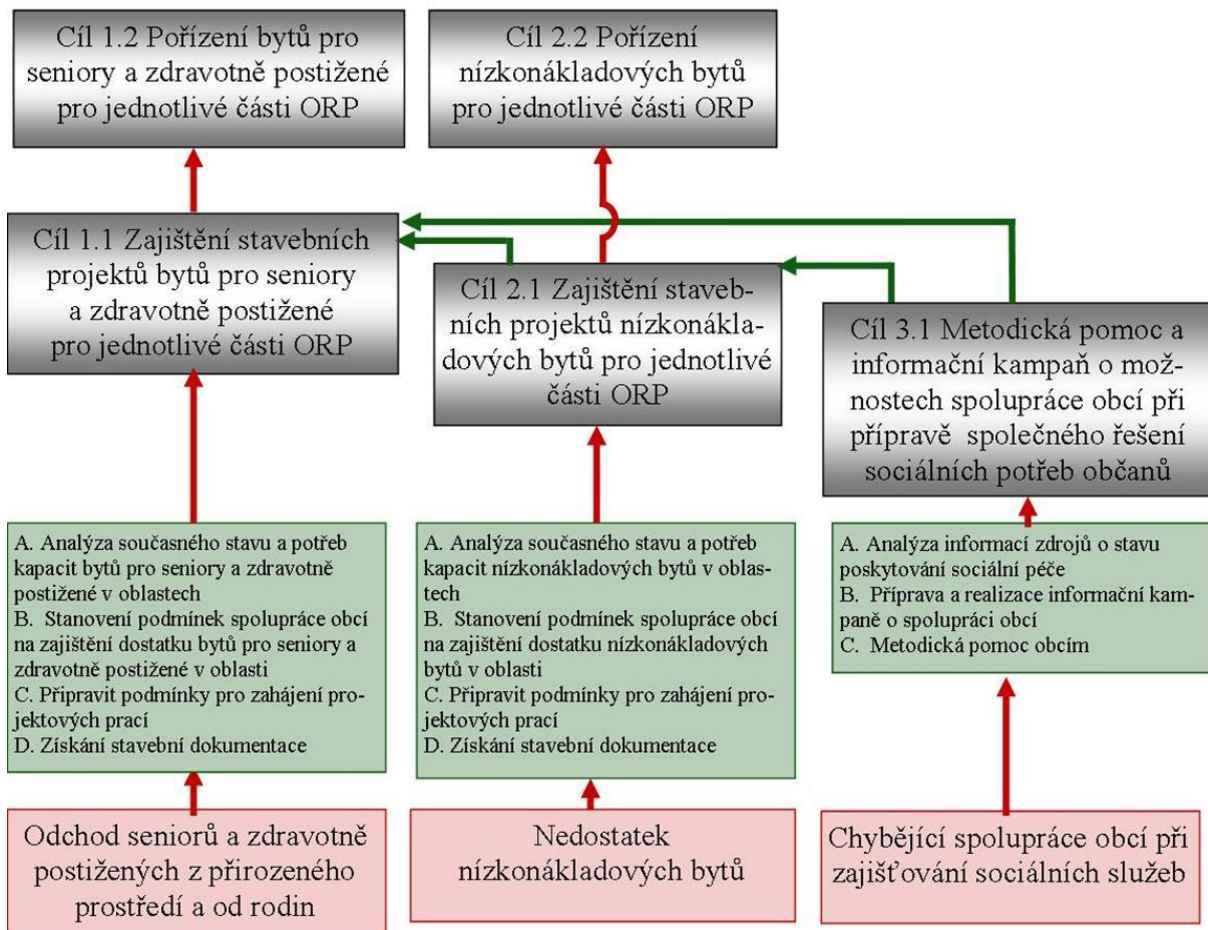 Cíl 1.2 Pořízení bytů pro
seniory a zdravotně postižené
pro jednotlivé části ORP
Cíl 2.2 Pořízení
nízkonákladových bytů
pro jednotlivé části ORP
Cíl 1.1 Zajištění stavebních
projektů bytů pro seniory
a zdravotně postižené
pro jednotlivé části ORP
Cíl 2.1 Zajištění staveb-
ních projektů nízkonákla-
dových bytů pro jednotlivé
části ORP
Cíl 3.1 Metodická pomoc a
informační kampaň o mož-
nostech spolupráce obcí při
přípravě společného řešení
sociálních potřeb občanů
A. Analýza současného stavu a potřeb
kapacit bytů pro seniory a zdravotně
postižené v oblastech
B. Stanovení podmínek spolupráce obcí
na zajištění dostatku bytů pro seniory a
zdravotně postižené v oblasti
C. Připravit podmínky pro zahájení pro-
jektových prací
D. Získání stavební dokumentace
A. Analýza současného stavu a potřeb
kapacit nízkonákladových bytů v oblas-
tech
B. Stanovení podmínek spolupráce obcí
na zajištění dostatku nízkonákladových
bytů v oblasti
C. Připravit podmínky pro zahájení pro-
jektových prací
D. Získání stavební dokumentace
A. Analýza informací zdrojů o stavu
poskytování sociální péče
B. Příprava a realizace informační kam-
paně o spolupráci obcí
C. Metodická pomoc obcím
Odchod seniorů a zdravotně
postižených z přirozeného
prostředí a od rodin
Nedostatek
nízkonákladových bytů
Chybějící spolupráce obcí při
zajišťování sociálních služeb